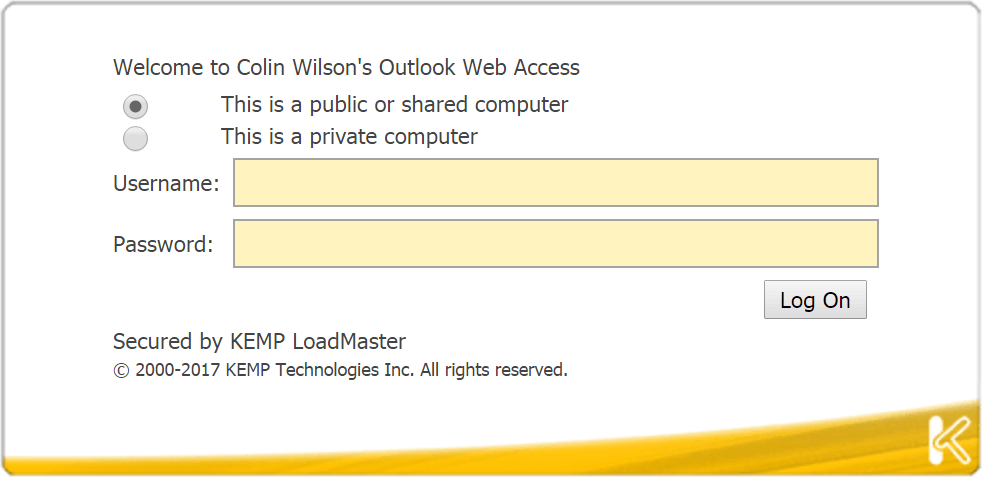 Welcome to Colin Wilson's Outlook Web Access
This is a public or shared computer
This is a private computer
Username:
Password:
Log On
Secured by KEMP LoadMaster
© 2000-2017 KEMP Technologies Inc. All rights reserved.